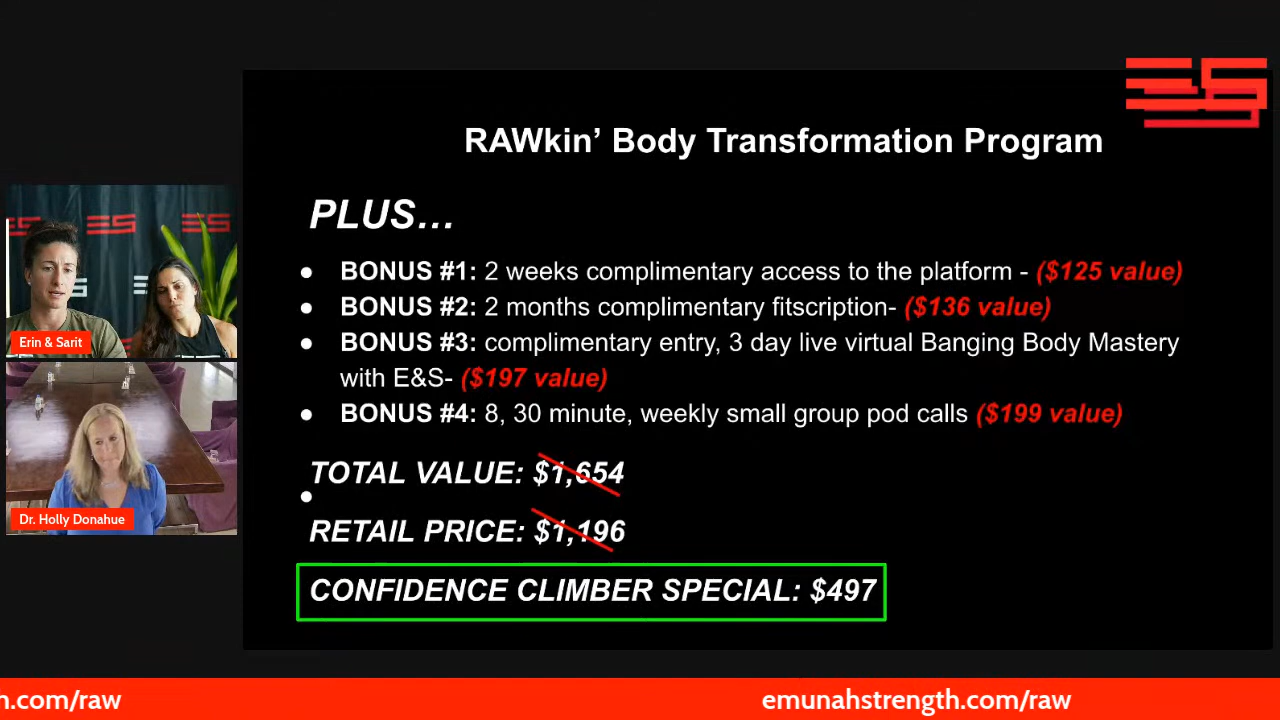 ES
RAWkin’ Body Transformation Program
PLUS…
● BONUS #1: 2 weeks complimentary access to the platform - ($125 value)
● BONUS #2: 2 months complimentary fitscription- ($136 value)
● BONUS #3: complimentary entry, 3 day live virtual Banging Body Mastery
with E&S- ($197 value)
● BONUS #4: 8, 30 minute, weekly small group pod calls ($199 value)
TOTAL VALUE: $1,654
●
RETAIL PRICE: $1,196
CONFIDENCE CLIMBER SPECIAL: $497
Erin & Sarit
Dr. Holly Donahue
h.com/raw
emunahstrength.com/raw